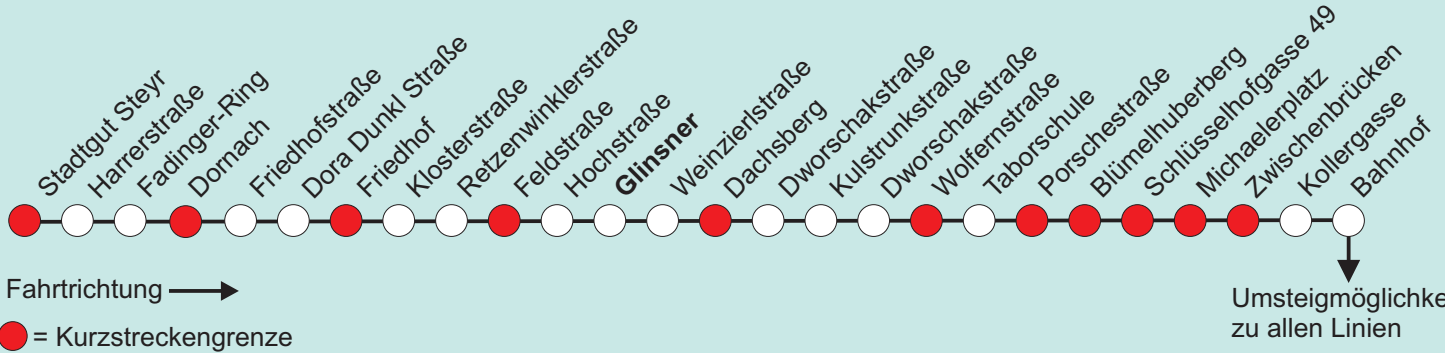 Stadtgut Steyr
Harrerstraße
Fadinger-Ring
Dornach
Friedhofstraße
Dora Dunkl Straße
Friedhof
Klosterstraße
Retzenwinklerstraße
Feldstraße
Hochstraße
Glinsner
Weinzierlstraße
Dachsberg
Dworschakstraße
Kulstrunkstraße
Dworschakstraße
Wolfernstraße
Taborschule
Porschestraße
Blümelhuberberg
Schlüsselhofgasse 49
Michaelerplatz
Zwischenbrücken
Kollergasse
Bahnhof
Fahrtrichtung
= Kurzstreckengrenze
Umsteigmöglichke
zu allen Linien